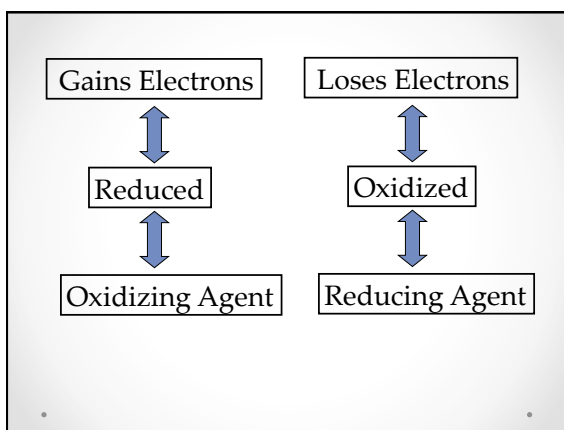 Gains Electrons
Reduced
Oxidizing Agent
Loses Electrons
Oxidized
Reducing Agent